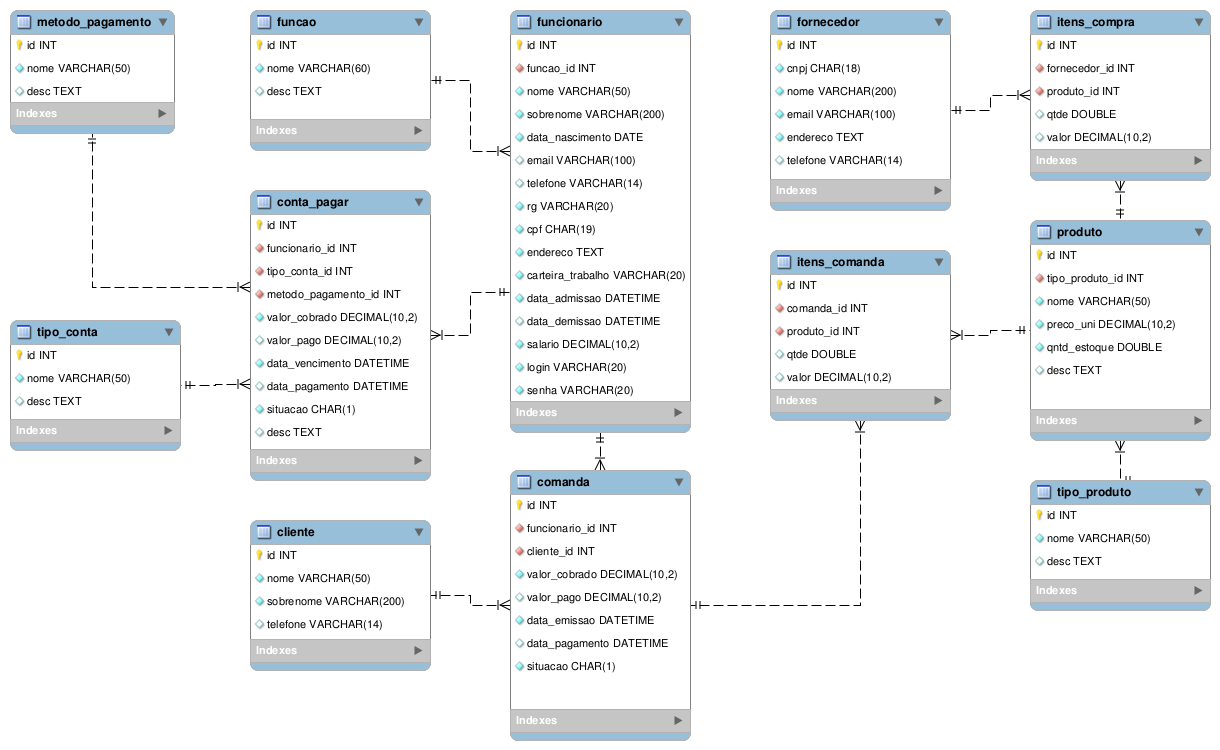 metodo_pagamento
id INT
nome VARCHAR(50)
desc TEXT
Indexes
funcao
id INT
nome VARCHAR(60)
desc TEXT
Indexes
funcionario
id INT
funcao_id INT
nome VARCHAR(50)
sobrenome VARCHAR(200)
data_nascimento DATE
email VARCHAR(100)
telefone VARCHAR(14)
rg VARCHAR(20)
cpf CHAR(19)
endereco TEXT
carteira_trabalho VARCHAR(20)
data_admissao DATETIME
data_demissao DATETIME
salario DECIMAL(10,2)
login VARCHAR(20)
senha VARCHAR(20)
Indexes
fornecedor
id INT
cnpj CHAR(18)
nome VARCHAR(200)
email VARCHAR(100)
endereco TEXT
telefone VARCHAR(14)
Indexes
itens_compra
id INT
fornecedor_id INT
produto_id INT
qtde DOUBLE
valor DECIMAL(10,2)
Indexes
conta_pagar
id INT
funcionario_id INT
tipo_conta_id INT
metodo_pagamento_id INT
valor_cobrado DECIMAL(10,2)
valor_pago DECIMAL(10,2)
data_vencimento DATETIME
data_pagamento DATETIME
situacao CHAR(1)
desc TEXT
Indexes
produto
id INT
tipo_produto_id INT
nome VARCHAR(50)
preco_uni DECIMAL(10,2)
qntd_estoque DOUBLE
desc TEXT
Indexes
itens_comanda
id INT
comanda_id INT
produto_id INT
qtde DOUBLE
valor DECIMAL(10,2)
Indexes
tipo_conta
id INT
nome VARCHAR(50)
desc TEXT
Indexes
comanda
id INT
funcionario_id INT
cliente_id INT
valor_cobrado DECIMAL(10,2)
valor_pago DECIMAL(10,2)
data_emissao DATETIME
data_pagamento DATETIME
situacao CHAR(1)
Indexes
tipo_produto
id INT
nome VARCHAR(50)
desc TEXT
Indexes
cliente
id INT
nome VARCHAR(50)
sobrenome VARCHAR(200)
telefone VARCHAR(14)
Indexes